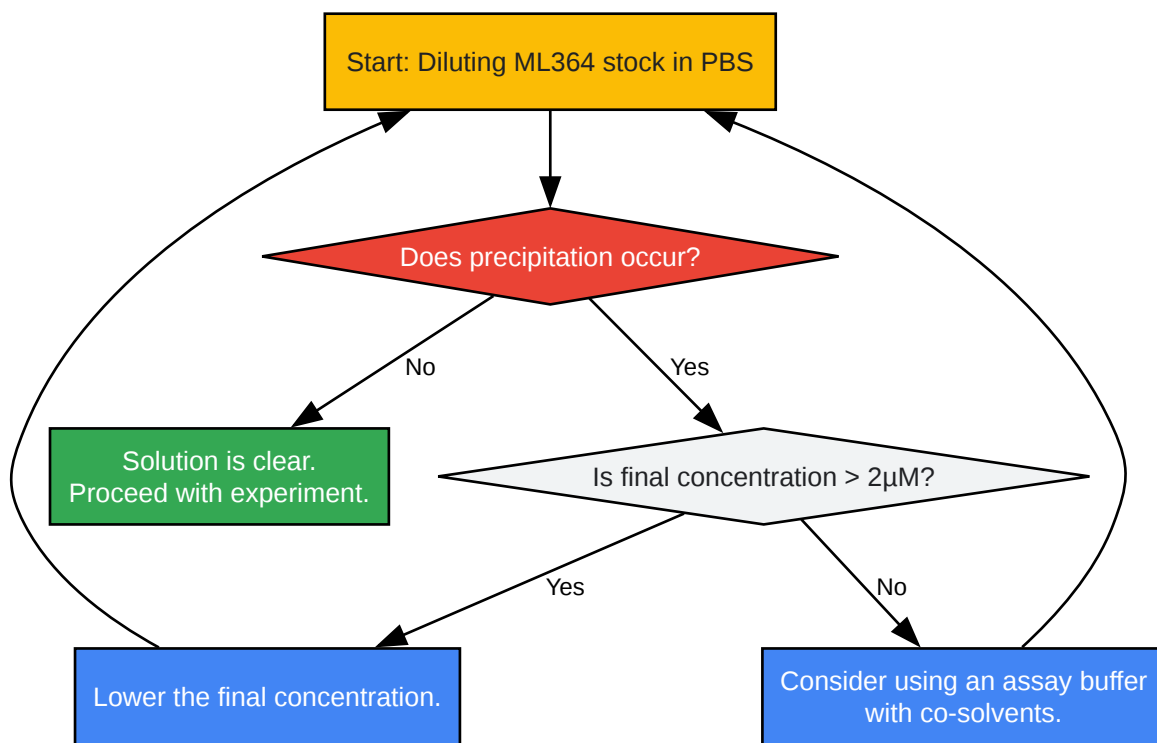 Start: Diluting ML364 stock in PBS
Does precipitation occur?
No
Yes
Solution is clear.
Proceed with experiment.
Is final concentration > 2µM?
Yes
No
Lower the final concentration.
Consider using an assay buffer
with co-solvents.